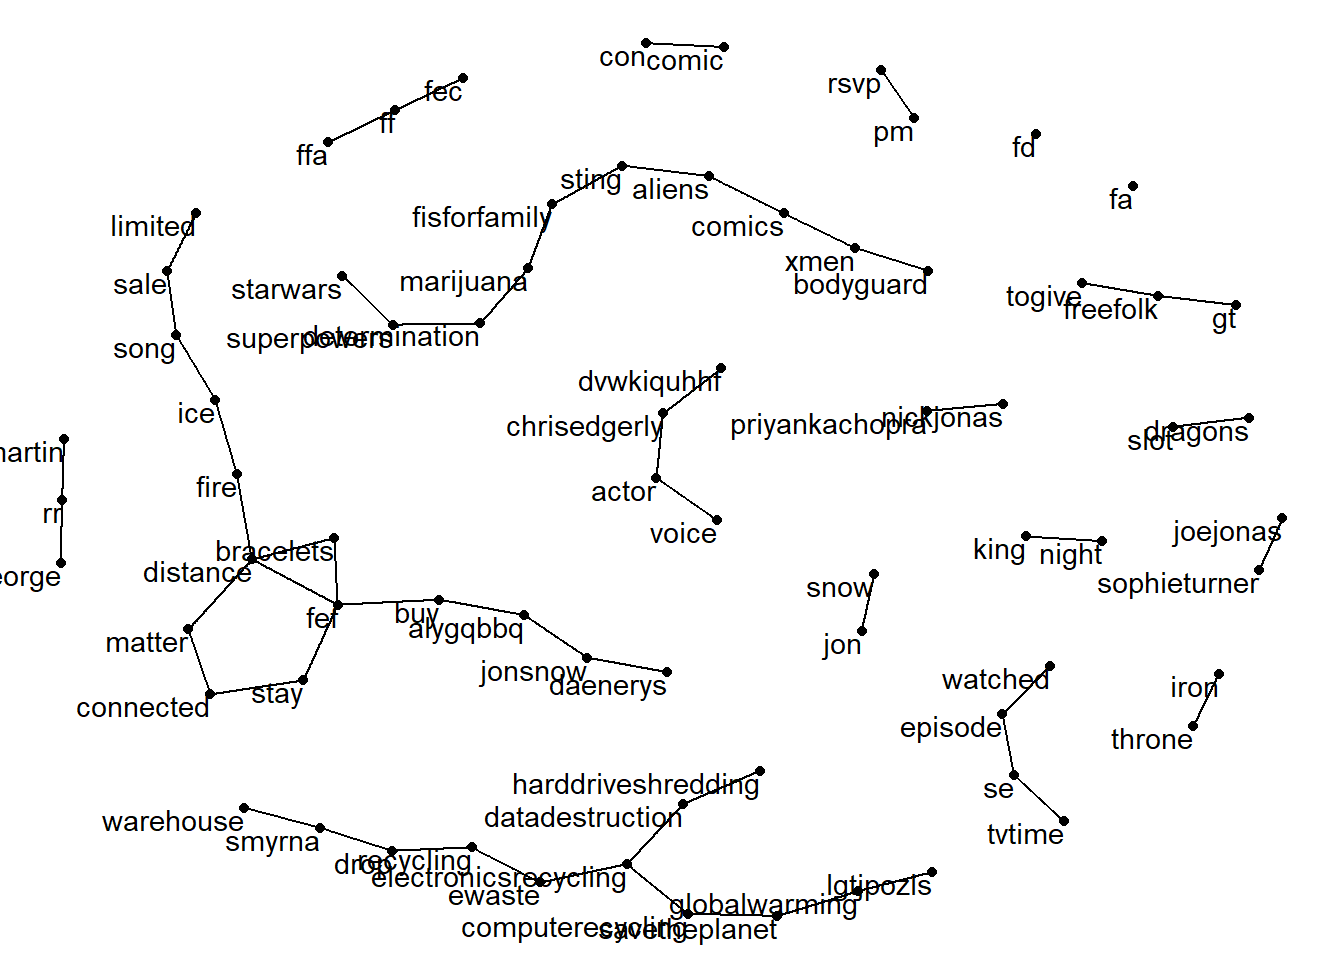 con
comic
fec
rsvp
ff
pm
ffa
fd
sting
aliens
fa
limited
fisforfamily
comics
xmen
sale
starwars
marijuana
bodyguard
togive
freefolk
gt
superpowers
determination
song
dvwkiquhhf
ice
chrisedgerly
priyankachopra
nickjonas
slot
dragons
martin
fire
actor
rr
voice
king
night
joejonas
bracelets
distance
eorge
snow
sophieturner
fef
buy
alygqbbq
matter
jon
jonsnow
daenerys
watched
iron
stay
connected
episode
throne
harddriveshredding
se
datadestruction
warehouse
smyrna
tvtime
drop
recycling
electronicsrecycling
ewaste
lgtipozls
globalwarming
computerecycling
savetheplanet